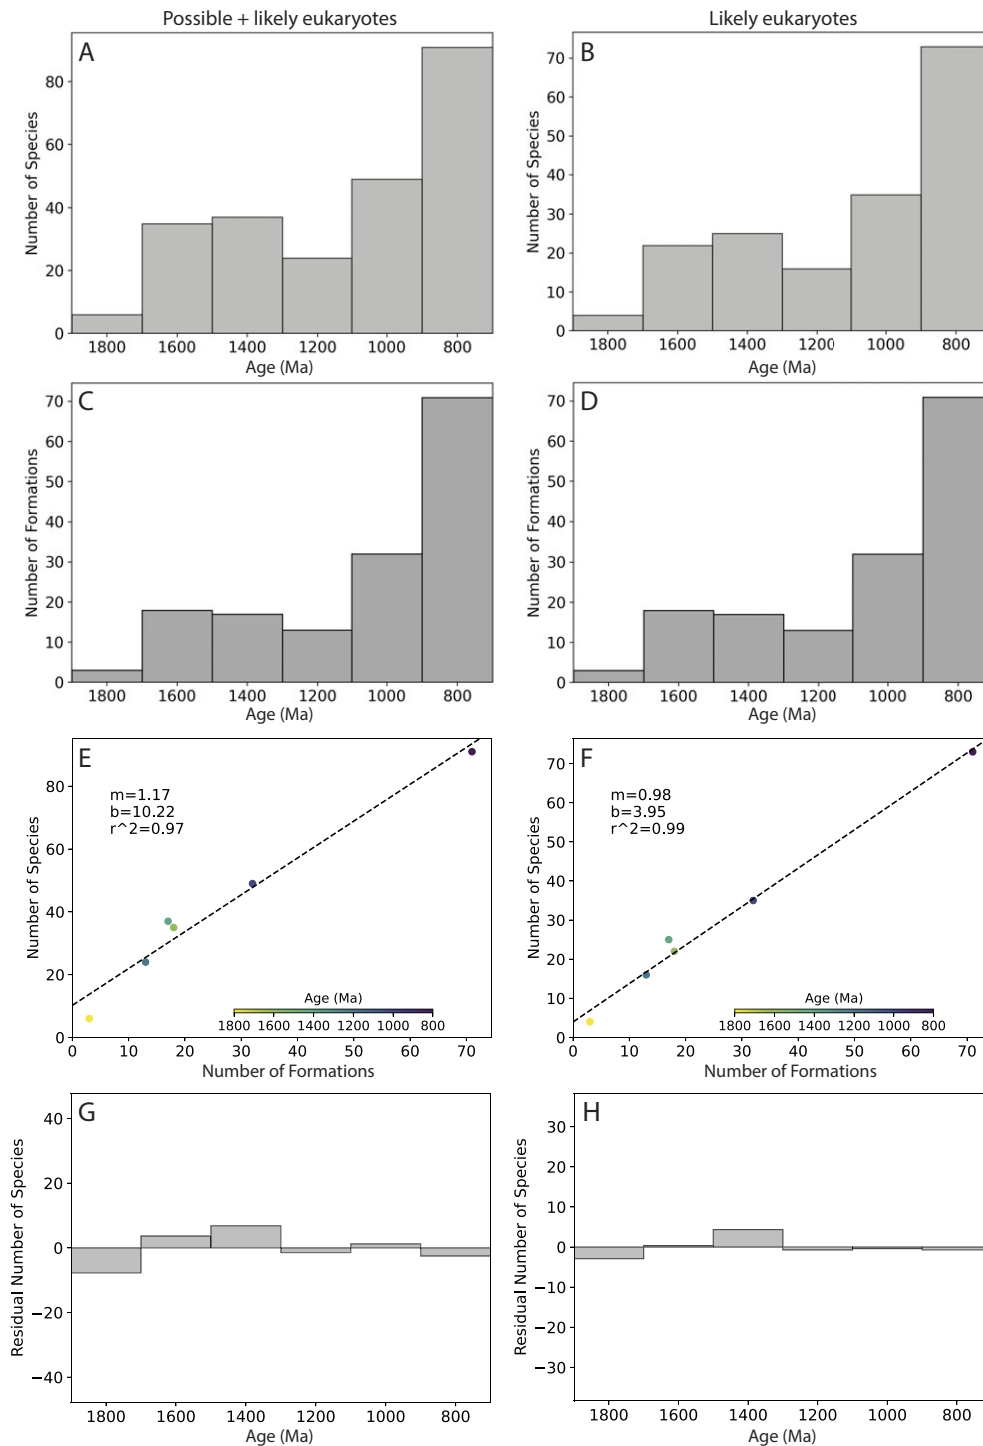 Possible + likely eukaryotes
Likely eukaryotes
A
Number of Species
80
60
40
20
0
1800 1600 1400 1200 1000 800
Age (Ma)
B
Number of Species
70
60
50
40
30
20
10
0
1800 1600 1400 1200 1000 800
Age (Ma)
C
Number of Formations
70
60
50
40
30
20
10
0
1800 1600 1400 1200 1000 800
Age (Ma)
D
Number of Formations
70
60
50
40
30
20
10
0
1800 1600 1400 1200 1000 800
Age (Ma)
E
m=1.17
b=10.22
r^2=0.97
Number of Species
80
60
40
20
0
Age (Ma)
1800 1600 1400 1200 1000 800
0 10 20 30 40 50 60 70
Number of Formations
F
m=0.98
b=3.95
r^2=0.99
Number of Species
70
60
50
40
30
20
10
0
Age (Ma)
1800 1600 1400 1200 1000 800
0 10 20 30 40 50 60 70
Number of Formations
G
Residual Number of Species
40
20
0
−20
−40
1800 1600 1400 1200 1000 800
Age (Ma)
H
Residual Number of Species
30
20
10
0
−10
−20
−30
1800 1600 1400 1200 1000 800
Age (Ma)